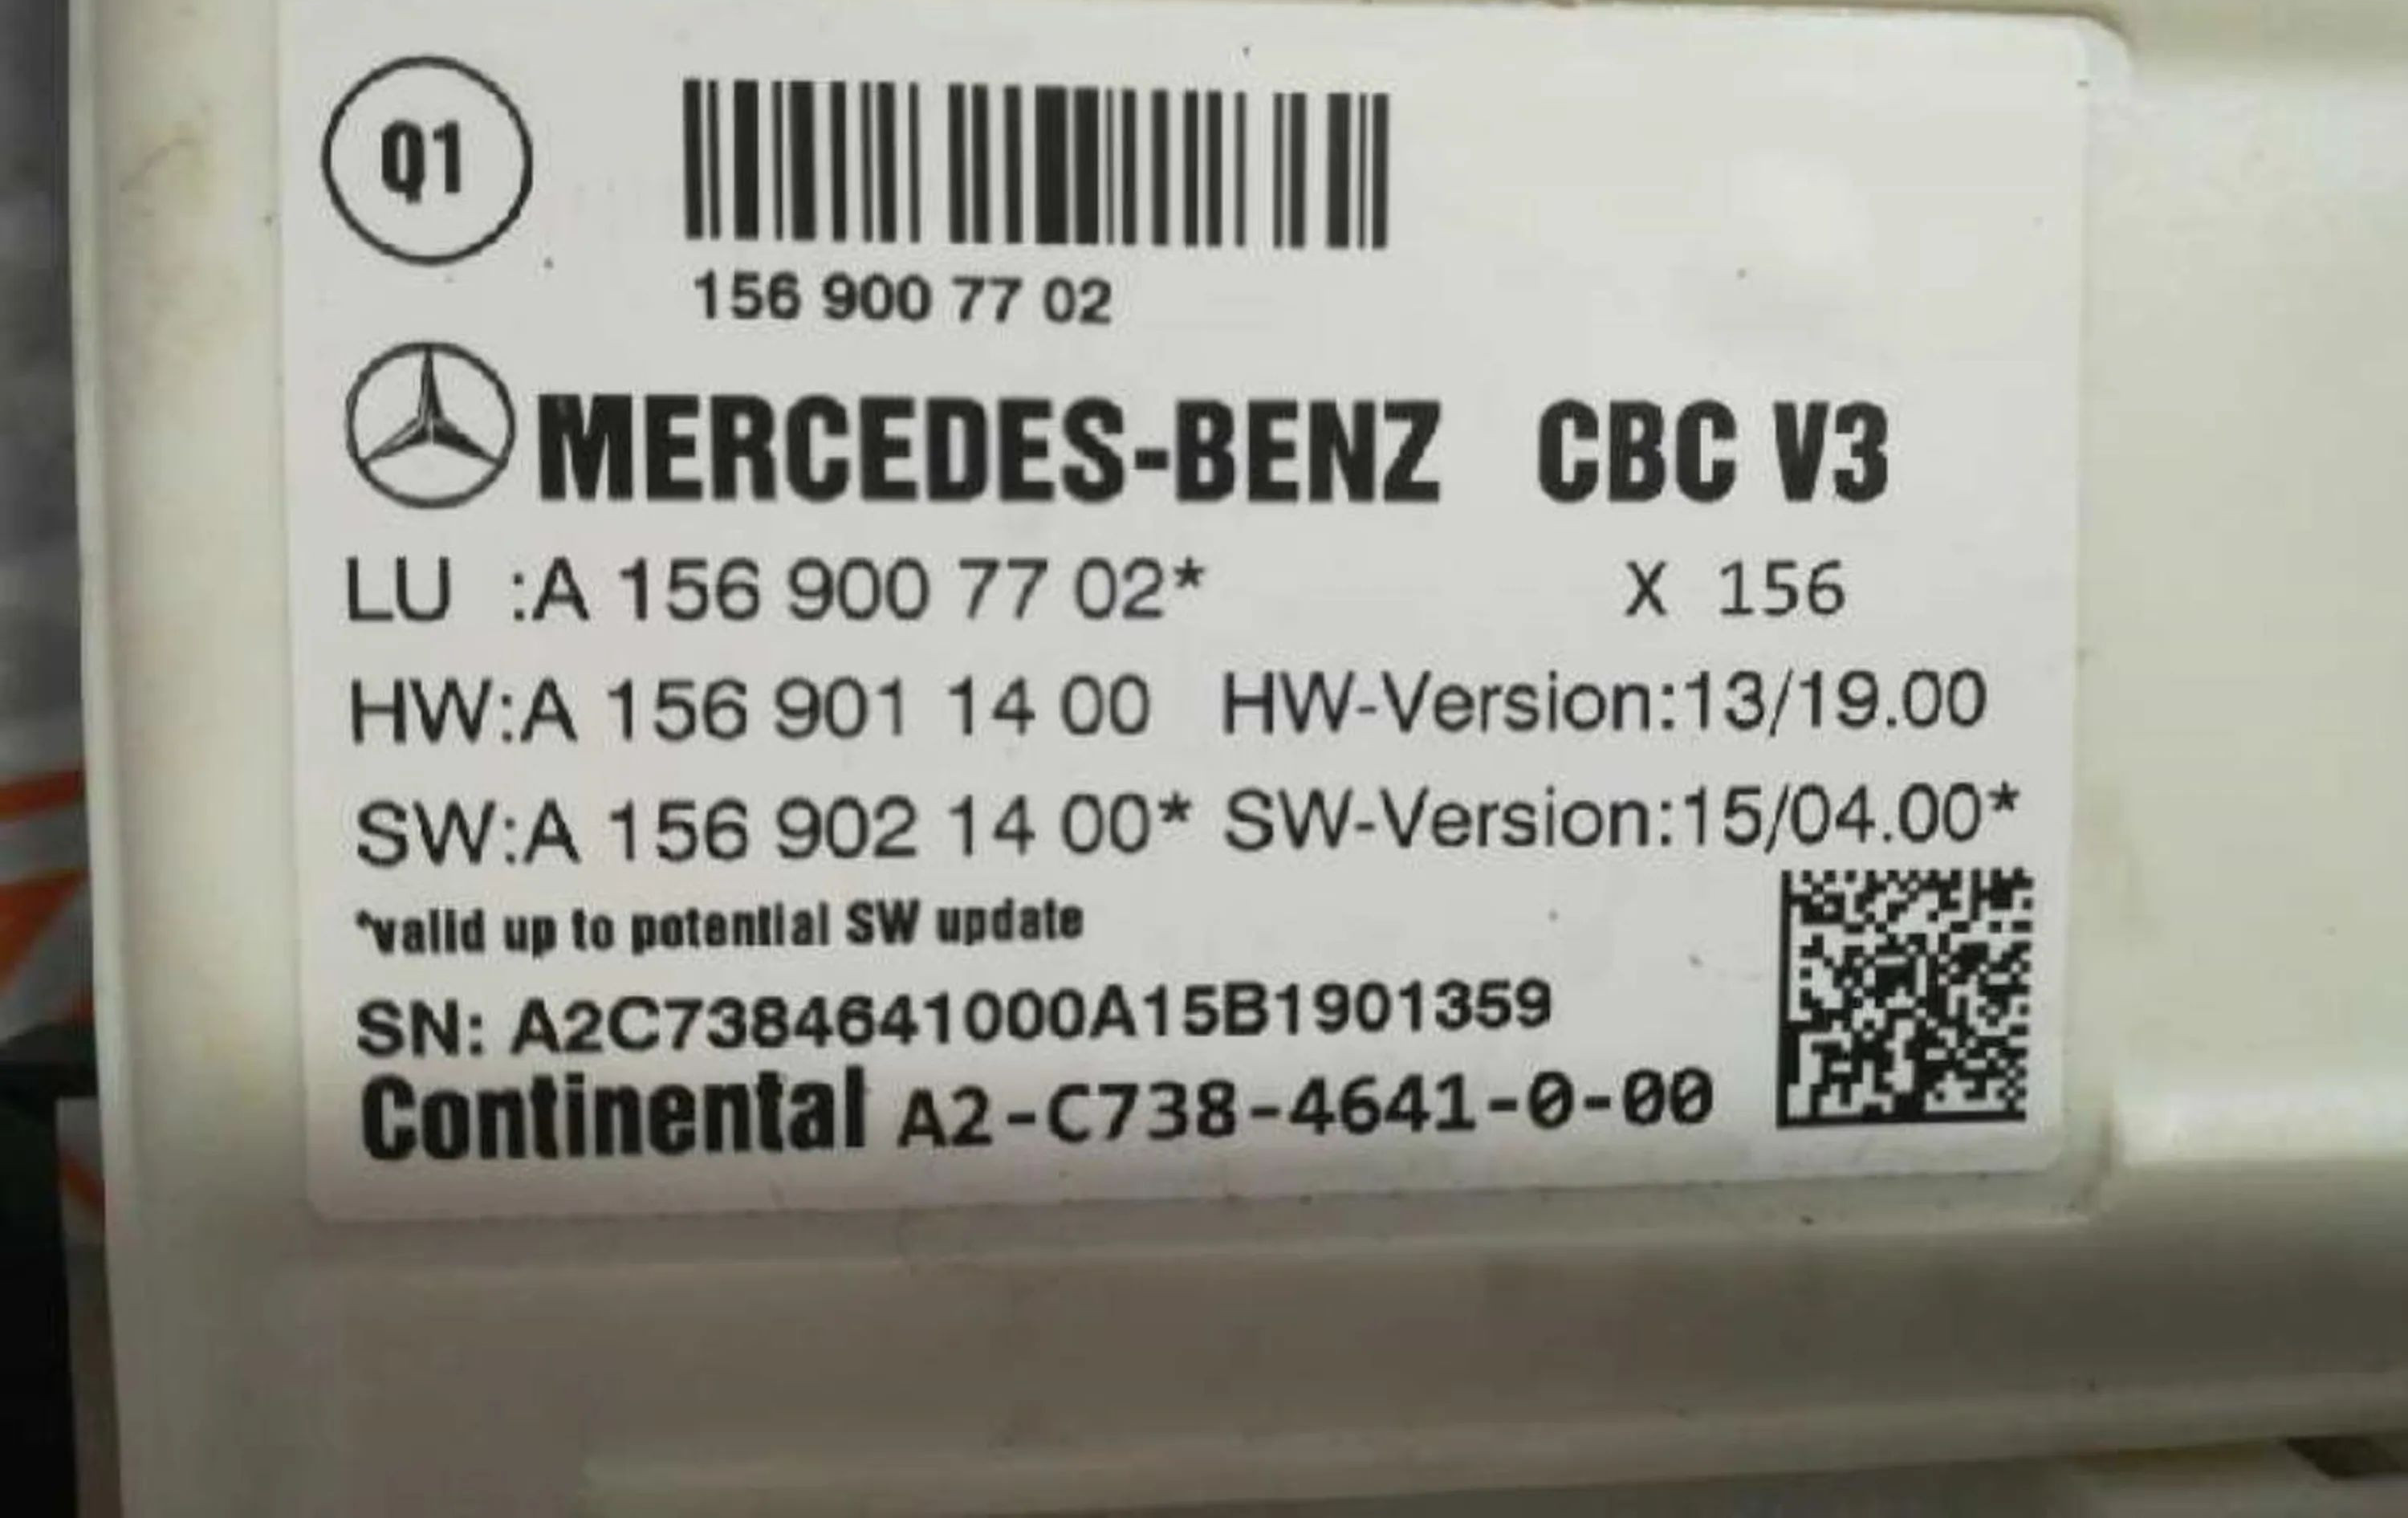 Q1
156 900 77 02
MERCEDES-BENZ CBC V3
LU :A 156 900 77 02* X 156
HW:A 156 901 14 00 HW-Version:13/19.00
SW:A 156 902 14 00* SW-Version:15/04.00*
*valid up to potential SW update
SN: A2C7384641000A15B1901359
Continental A2-C738-4641-0-00